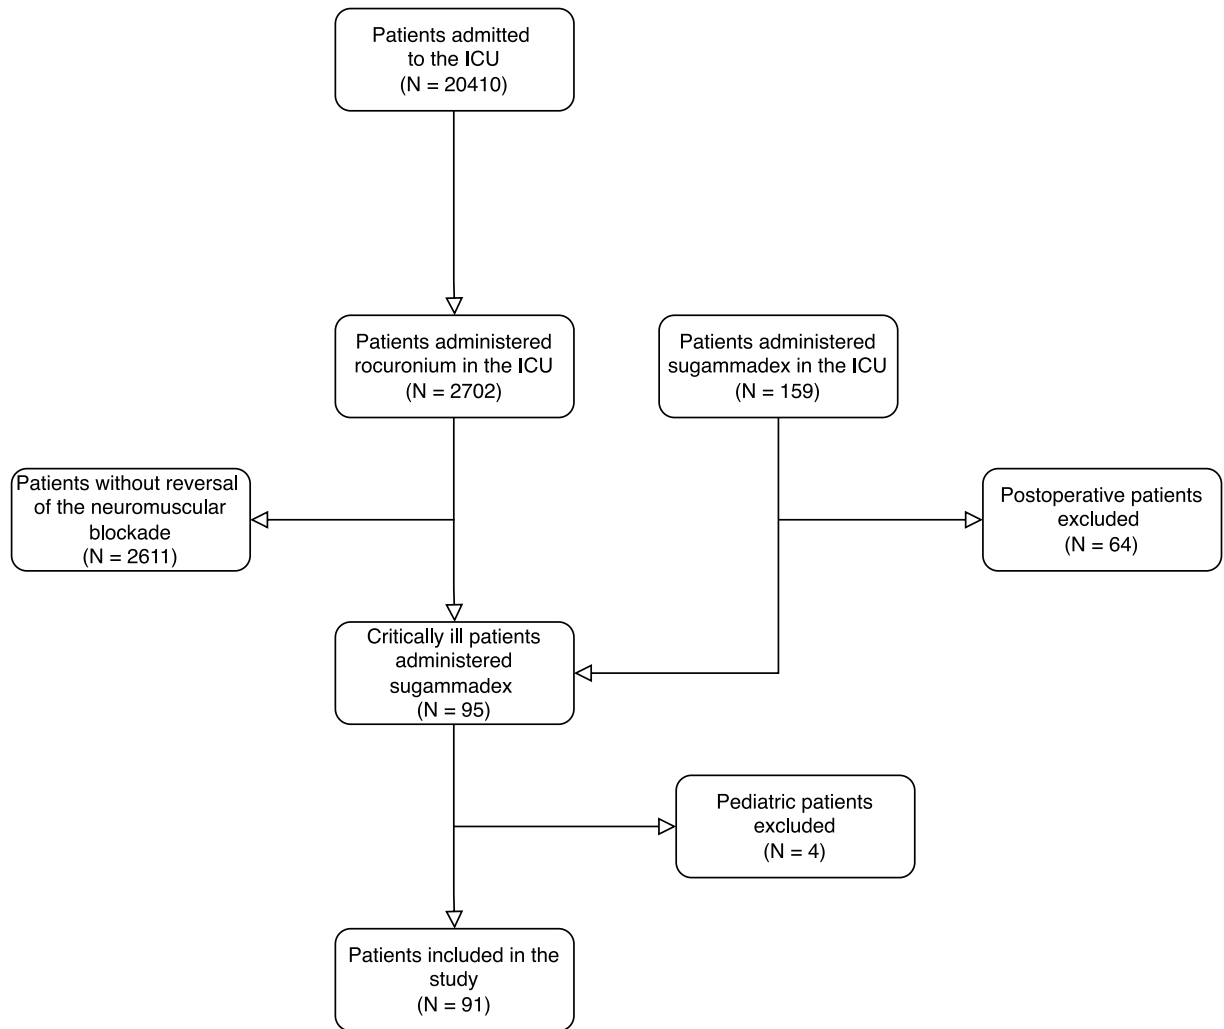 Patients admitted
to the ICU
(N = 20410)
Patients administered
rocuronium in the ICU
(N = 2702)
Patients administered
sugammadex in the ICU
(N = 159)
Patients without reversal
of the neuromuscular
blockade
(N = 2611)
Postoperative patients
excluded
(N = 64)
Critically ill patients
administered
sugammadex
(N = 95)
Pediatric patients
excluded
(N = 4)
Patients included in the
study
(N = 91)